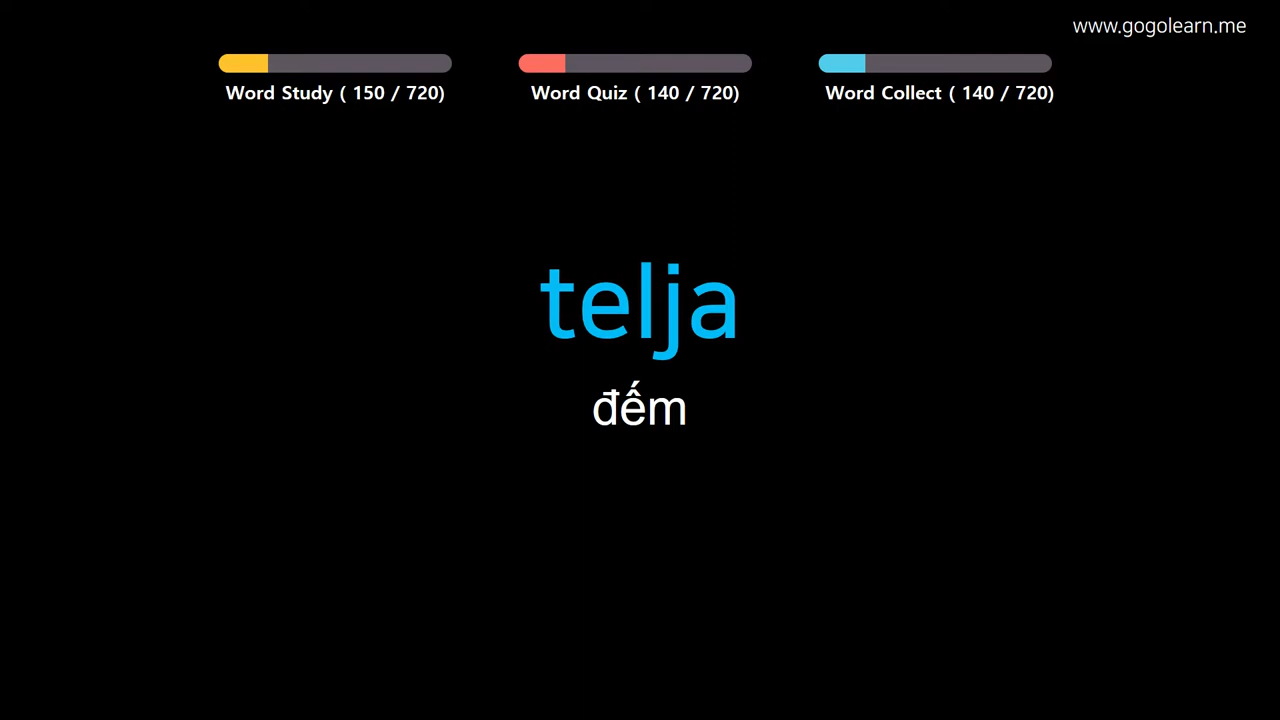 www.gogolearn.me
Word Study ( 150 / 720)
Word Quiz ( 140 / 720)
Word Collect ( 140 / 720)
telja
đếm